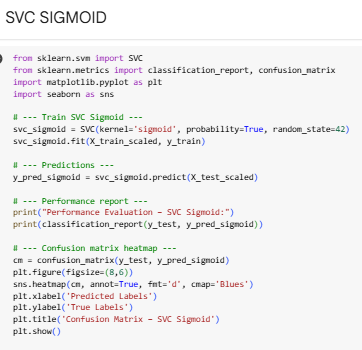 SVC SIGMOID
from sklearn.svm import SVC
from sklearn.metrics import classification_report, confusion_matrix
import matplotlib.pyplot as plt
import seaborn as sns
# --- Train SVC Sigmoid ---
svc_sigmoid = SVC(kernel='sigmoid', probability=True, random_state=42)
svc_sigmoid.fit(X_train_scaled, y_train)
# --- Predictions ---
y_pred_sigmoid = svc_sigmoid.predict(X_test_scaled)
# --- Performance report ---
print("Performance Evaluation – SVC Sigmoid:")
print(classification_report(y_test, y_pred_sigmoid))
# --- Confusion matrix heatmap ---
cm = confusion_matrix(y_test, y_pred_sigmoid)
plt.figure(figsize=(8,6))
sns.heatmap(cm, annot=True, fmt='d', cmap='Blues')
plt.xlabel('Predicted Labels')
plt.ylabel('True Labels')
plt.title('Confusion Matrix – SVC Sigmoid')
plt.show()